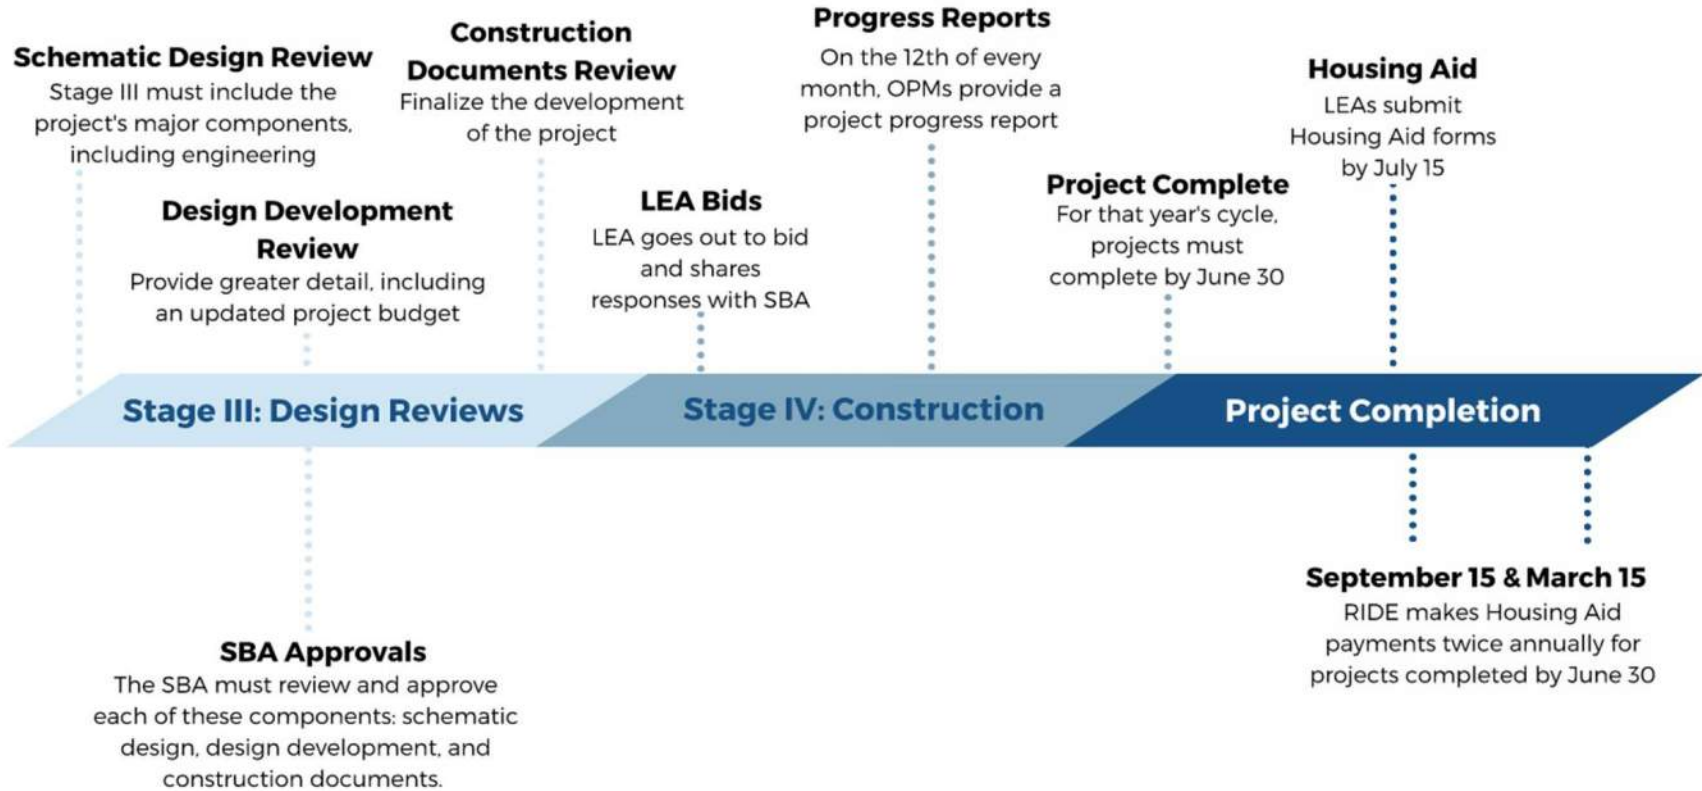 Schematic Design Review
Stage III must include the
project's major components,
including engineering
Design Development
Review
Provide greater detail, including
an updated project budget
Construction
Documents Review
Finalize the development
of the project
LEA Bids
LEA goes out to bid
and shares
responses with SBA
Progress Reports
On the 12th of every
month, OPMs provide a
project progress report
Project Complete
For that year's cycle,
projects must
complete by June 30
Housing Aid
LEAs submit
Housing Aid forms
by July 15
Stage III: Design Reviews
Stage IV: Construction
Project Completion
SBA Approvals
The SBA must review and approve
each of these components: schematic
design, design development, and
construction documents.
September 15 & March 15
RIDE makes Housing Aid
payments twice annually for
projects completed by June 30